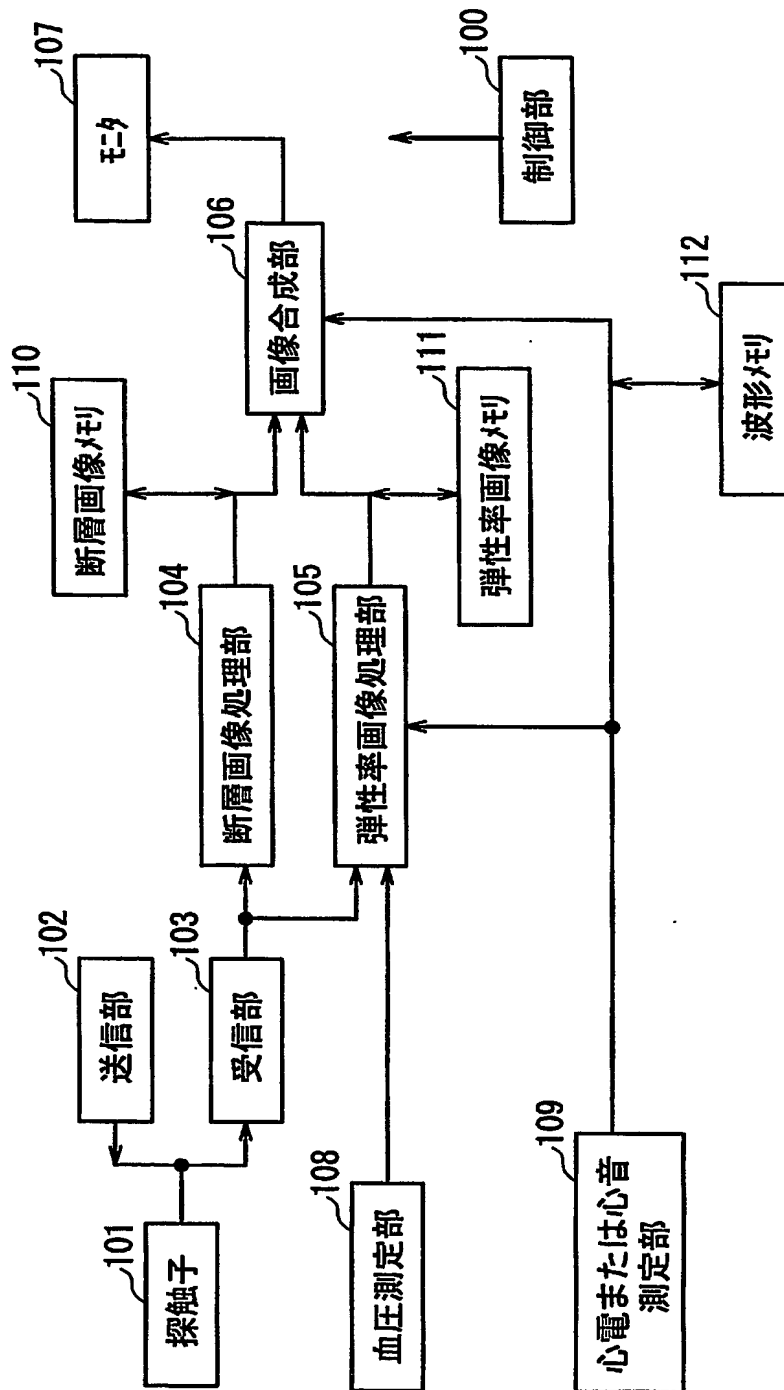 101
探触子
102
送信部
103
受信部
104
断層画像処理部
105
弾性率画像処理部
110
断層画像メモリ
111
弾性率画像メモリ
106
画像合成部
107
モニタ
100
制御部
108
血圧測定部
109
心電または心音
測定部
112
波形メモリ